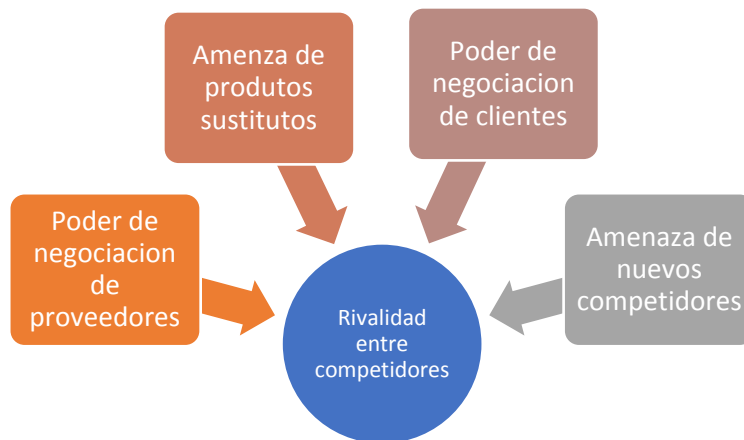 Amenza de
produtos
sustitutos
Poder de
negociacion
de clientes
Poder de
negociacion
de
proveedores
Amenaza de
nuevos
competidores
Rivalidad
entre
competidores